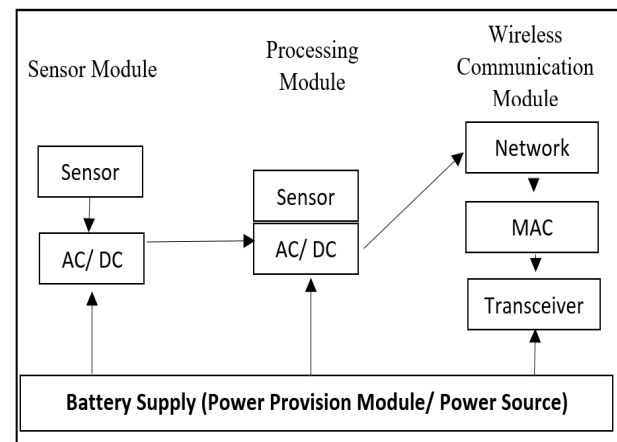 Sensor Module
Processing
Module
Wireless
Communication
Module
Sensor
AC/ DC
Sensor
AC/ DC
Network
MAC
Transceiver
Battery Supply (Power Provision Module/ Power Source)